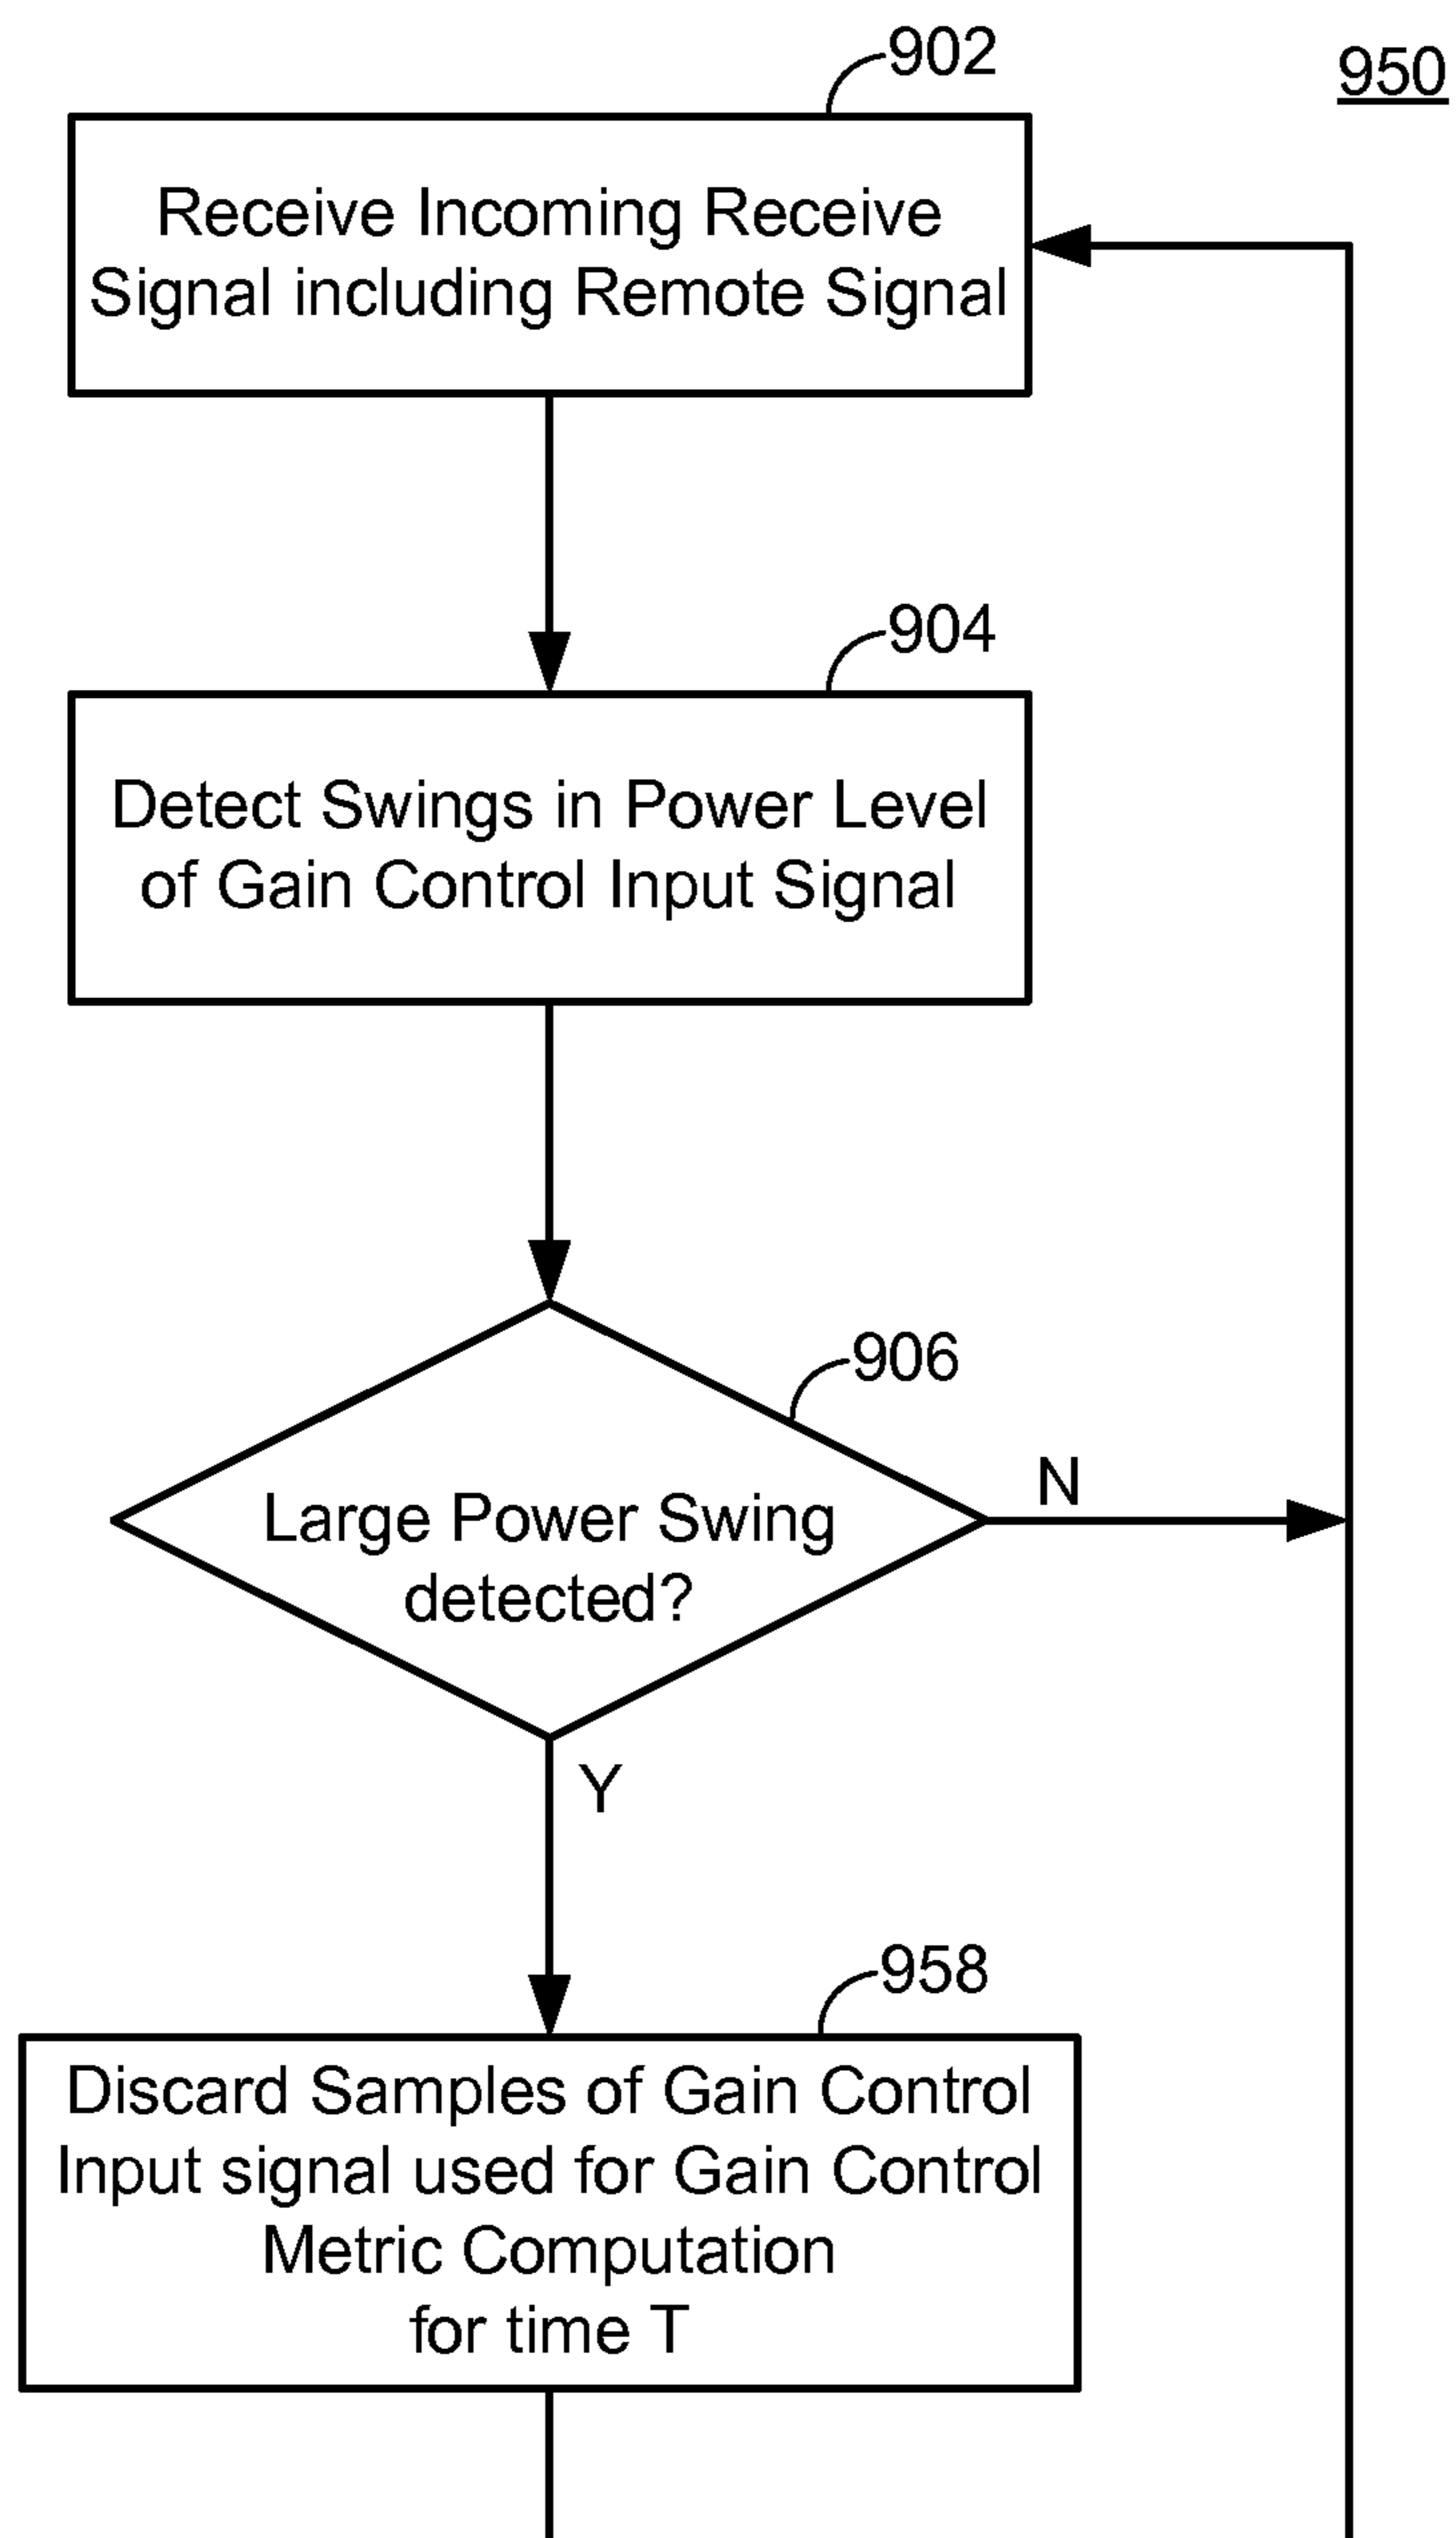 902
950
Receive Incoming Receive
Signal including Remote Signal
904
Detect Swings in Power Level
of Gain Control Input Signal
906
Large Power Swing
detected?
N
Y
958
Discard Samples of Gain Control
Input signal used for Gain Control
Metric Computation
for time T